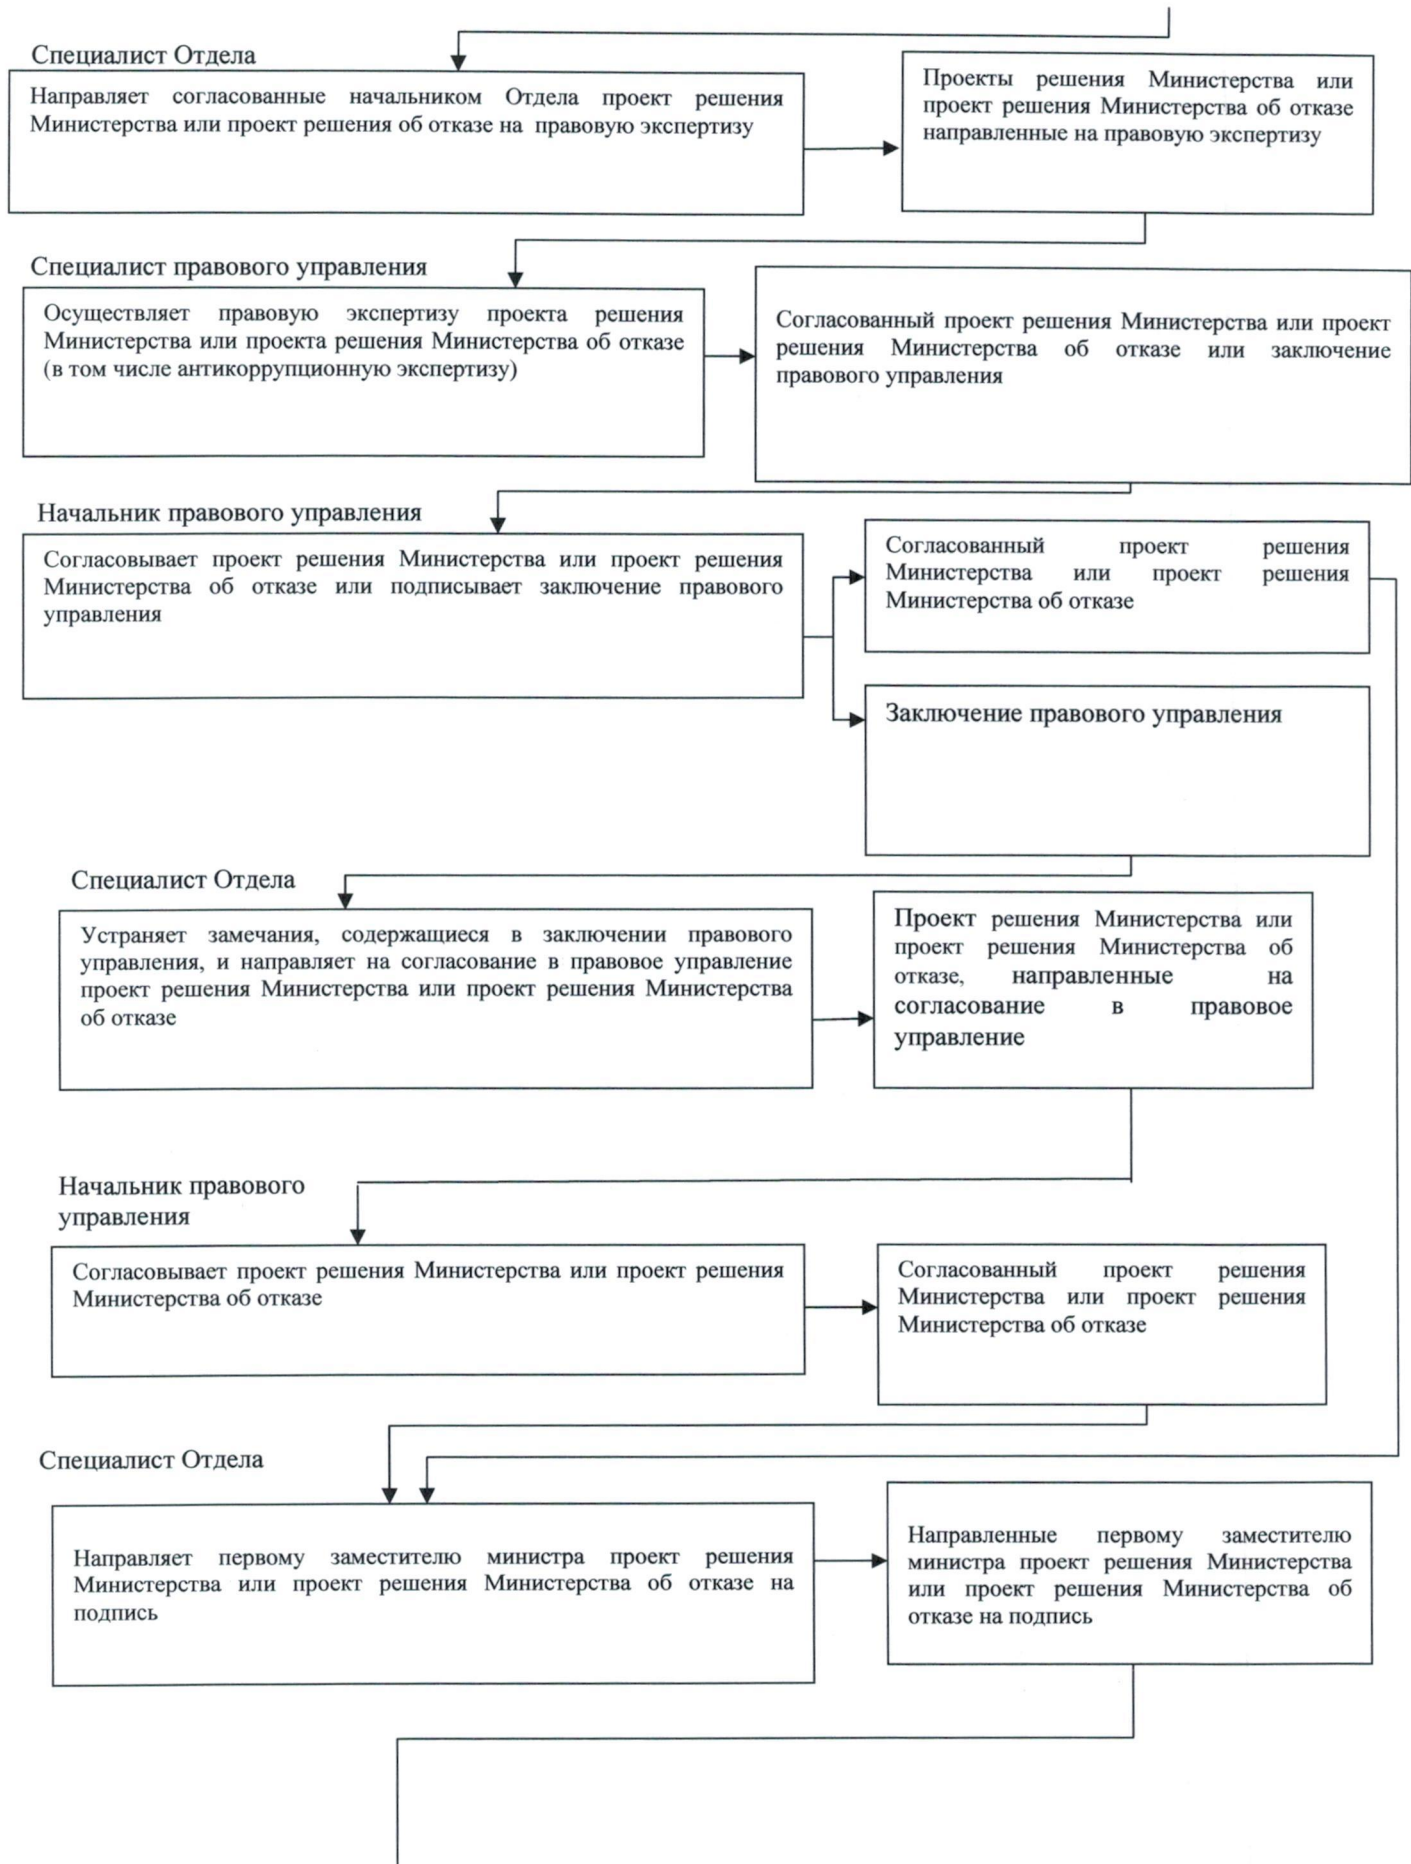 Специалист Отдела
Направляет согласованные начальником Отдела проект решения
Министерства или проект решения об отказе на правовую экспертизу
Проекты решения Министерства или
проект решения Министерства об отказе
направленные на правовую экспертизу
Специалист правового управления
Осуществляет правовую экспертизу проекта решения
Министерства или проекта решения Министерства об отказе
(в том числе антикоррупционную экспертизу)
Согласованный проект решения Министерства или проект
решения Министерства об отказе или заключение
правового управления
Начальник правового управления
Согласовывает проект решения Министерства или проект решения
Министерства об отказе или подписывает заключение правового
управления
Согласованный проект решения
Министерства или проект решения
Министерства об отказе
Заключение правового управления
Специалист Отдела
Устраняет замечания, содержащиеся в заключении правового
управления, и направляет на согласование в правовое управление
проект решения Министерства или проект решения Министерства
об отказе
Проект решения Министерства или
проект решения Министерства об
отказе, направленные на
согласование в правовое
управление
Начальник правового
управления
Согласовывает проект решения Министерства или проект решения
Министерства об отказе
Согласованный проект решения
Министерства или проект решения
Министерства об отказе
Специалист Отдела
Направляет первому заместителю министра проект решения
Министерства или проект решения Министерства об отказе на
подпись
Направленные первому заместителю
министра проект решения Министерства
или проект решения Министерства об
отказе на подпись